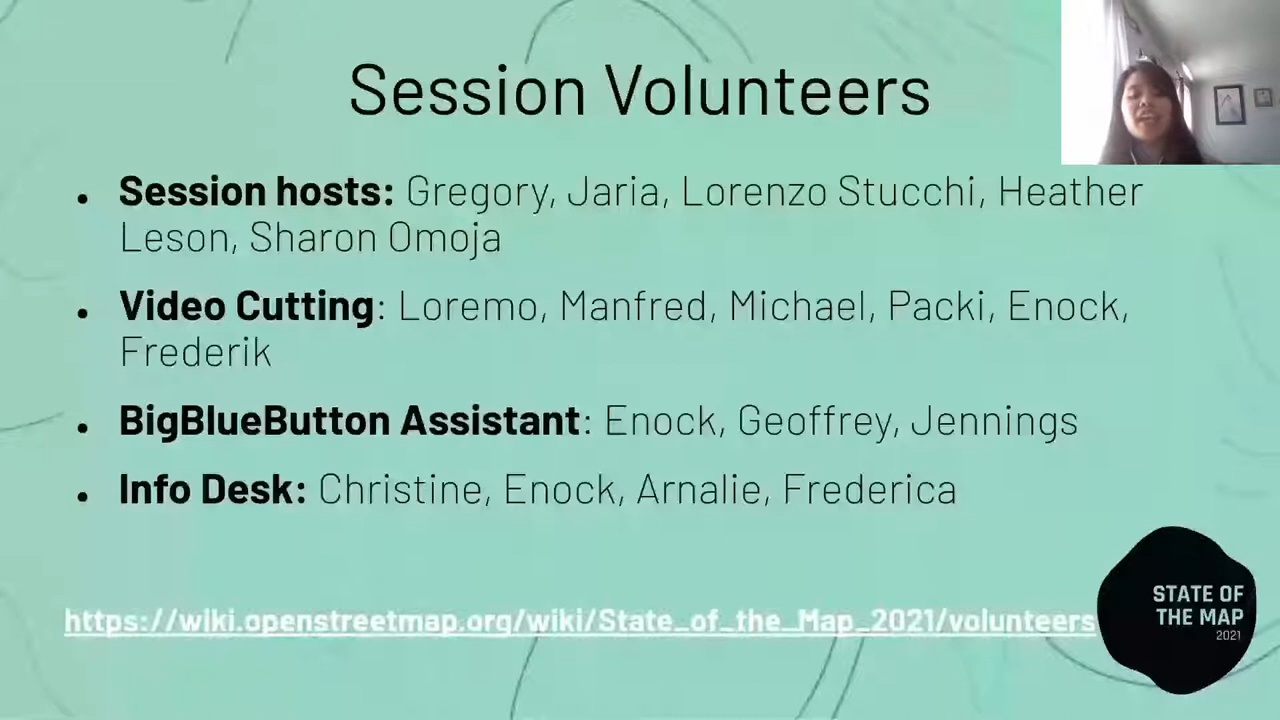 Session Volunteers
• Session hosts: Gregory, Jaria, Lorenzo Stucchi, Heather
Leson, Sharon Omoja
• Video Cutting: Loremo, Manfred, Michael, Packi, Enock,
Frederik
• BigBlueButton Assistant: Enock, Geoffrey, Jennings
• Info Desk: Christine, Enock, Arnalie, Frederica
https://wiki.openstreetmap.org/wiki/State_of_the_Map_2021/volunteers
STATE OF
THE MAP
2021